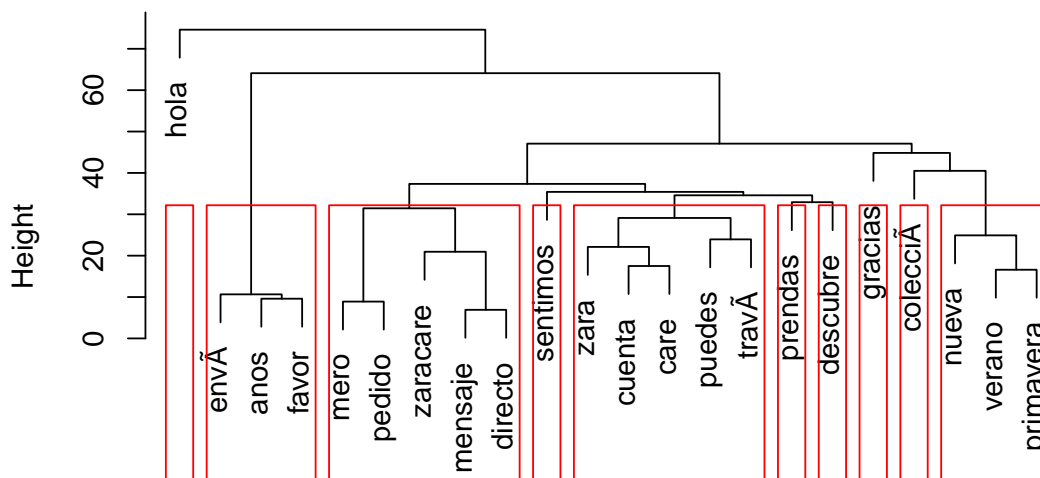 Height
0
20
40
60
hola
envÃ
anos
favor
mero
pedido
zaracare
mensaje
directo
sentimos
zara
cuenta
care
puedes
travÃ
prendas
descubre
gracias
colecciÃ
nueva
verano
primavera